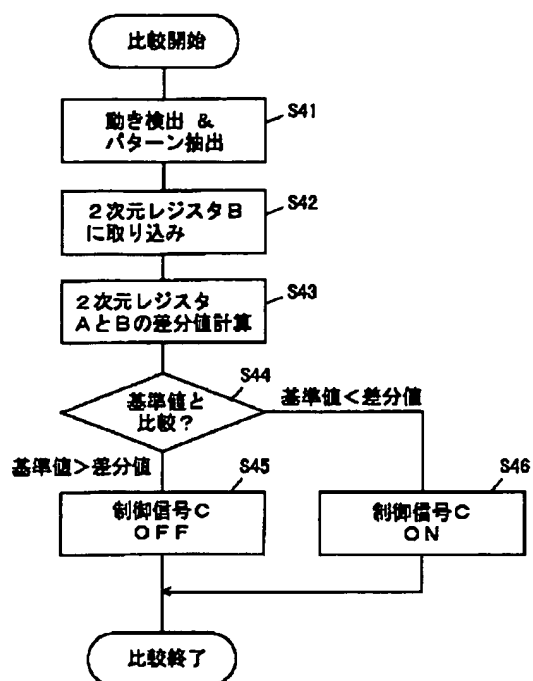 比較開始
動き検出 &
パターン抽出
S41
2次元レジスタB
に取り込み
S42
2次元レジスタ
AとBの差分値計算
S43
基準値と
比較?
S44
基準値<差分値
基準値>差分値
制御信号C
OFF
S45
制御信号C
ON
S46
比較終了